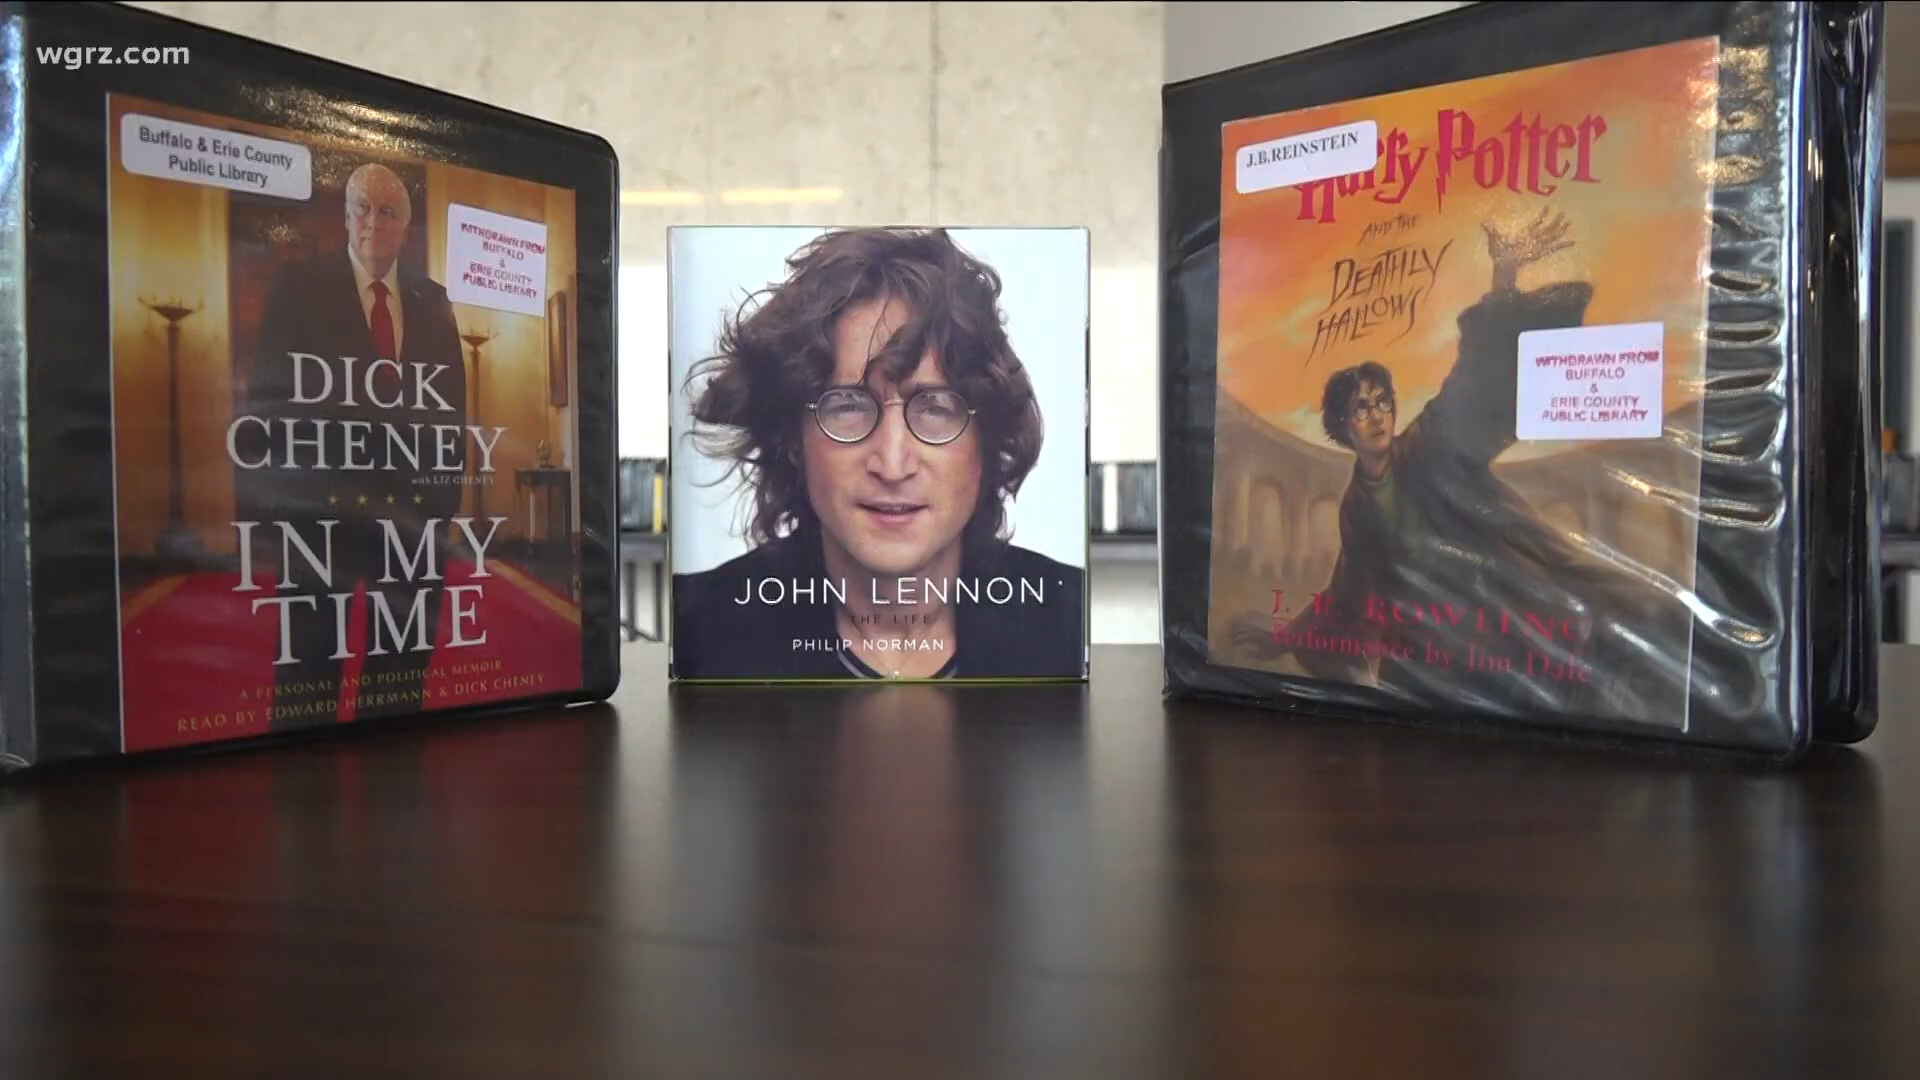 wgrz.com
Buffalo & Erie County
Public Library
WITHDRAWN FROM
BUFFALO
&
ERIE COUNTY
PUBLIC LIBRARY
DICK
CHENEY
with LIZ CHENEY
IN MY
TIME
A PERSONAL AND POLITICAL MEMOIR
READ BY EDWARD HERRMANN & DICK CHENEY
JOHN LENNON
THE LIFE
PHILIP NORMAN
J.B.REINSTEIN
Harry Potter
AND THE
DEATHLY
HALLOWS
WITHDRAWN FROM
BUFFALO
&
ERIE COUNTY
PUBLIC LIBRARY
J. K. ROWLING
Performance by Jim Dale